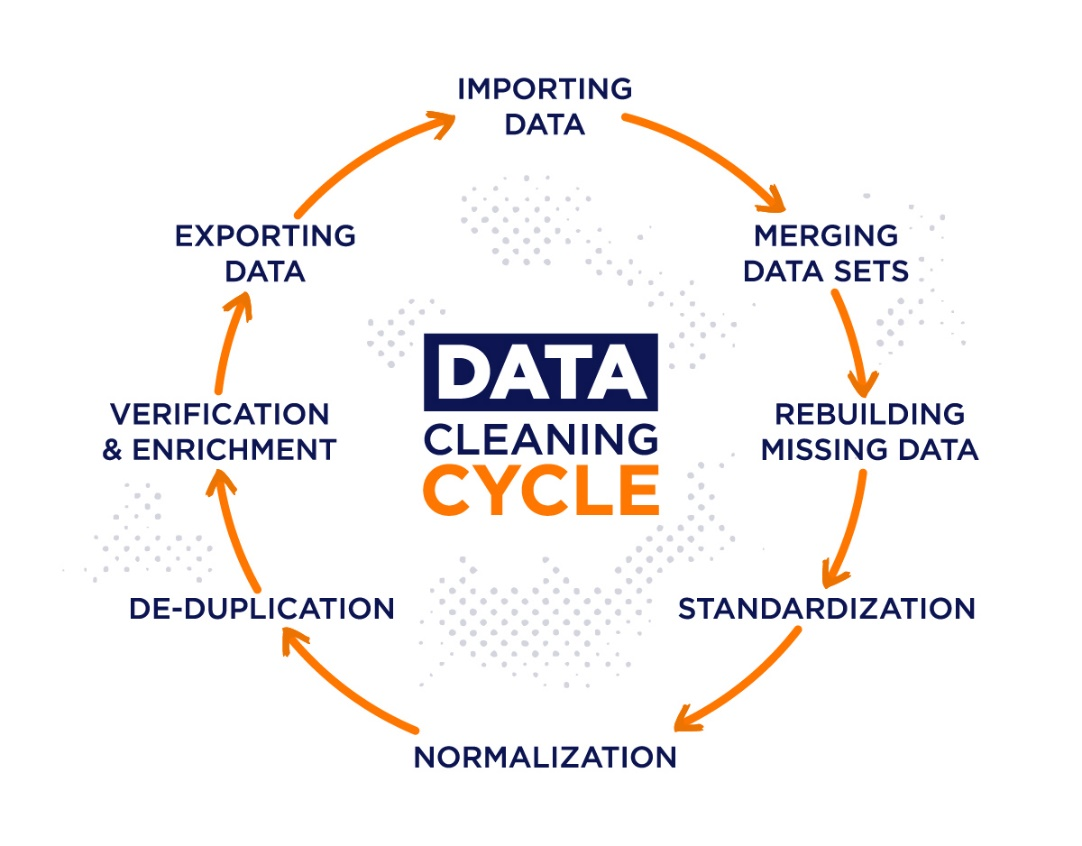 IMPORTING
DATA
MERGING
DATA SETS
REBUILDING
MISSING DATA
STANDARDIZATION
NORMALIZATION
DE-DUPLICATION
VERIFICATION
& ENRICHMENT
EXPORTING
DATA
DATA
CLEANING
CYCLE